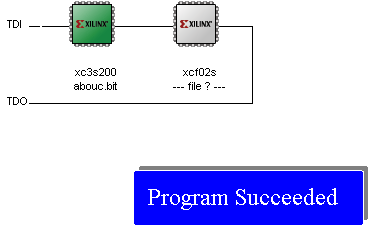 TDI
XILINX XILINX
xc3s200 xcf02s
abouc.bit --- file ? ---
TDO
Program Succeeded